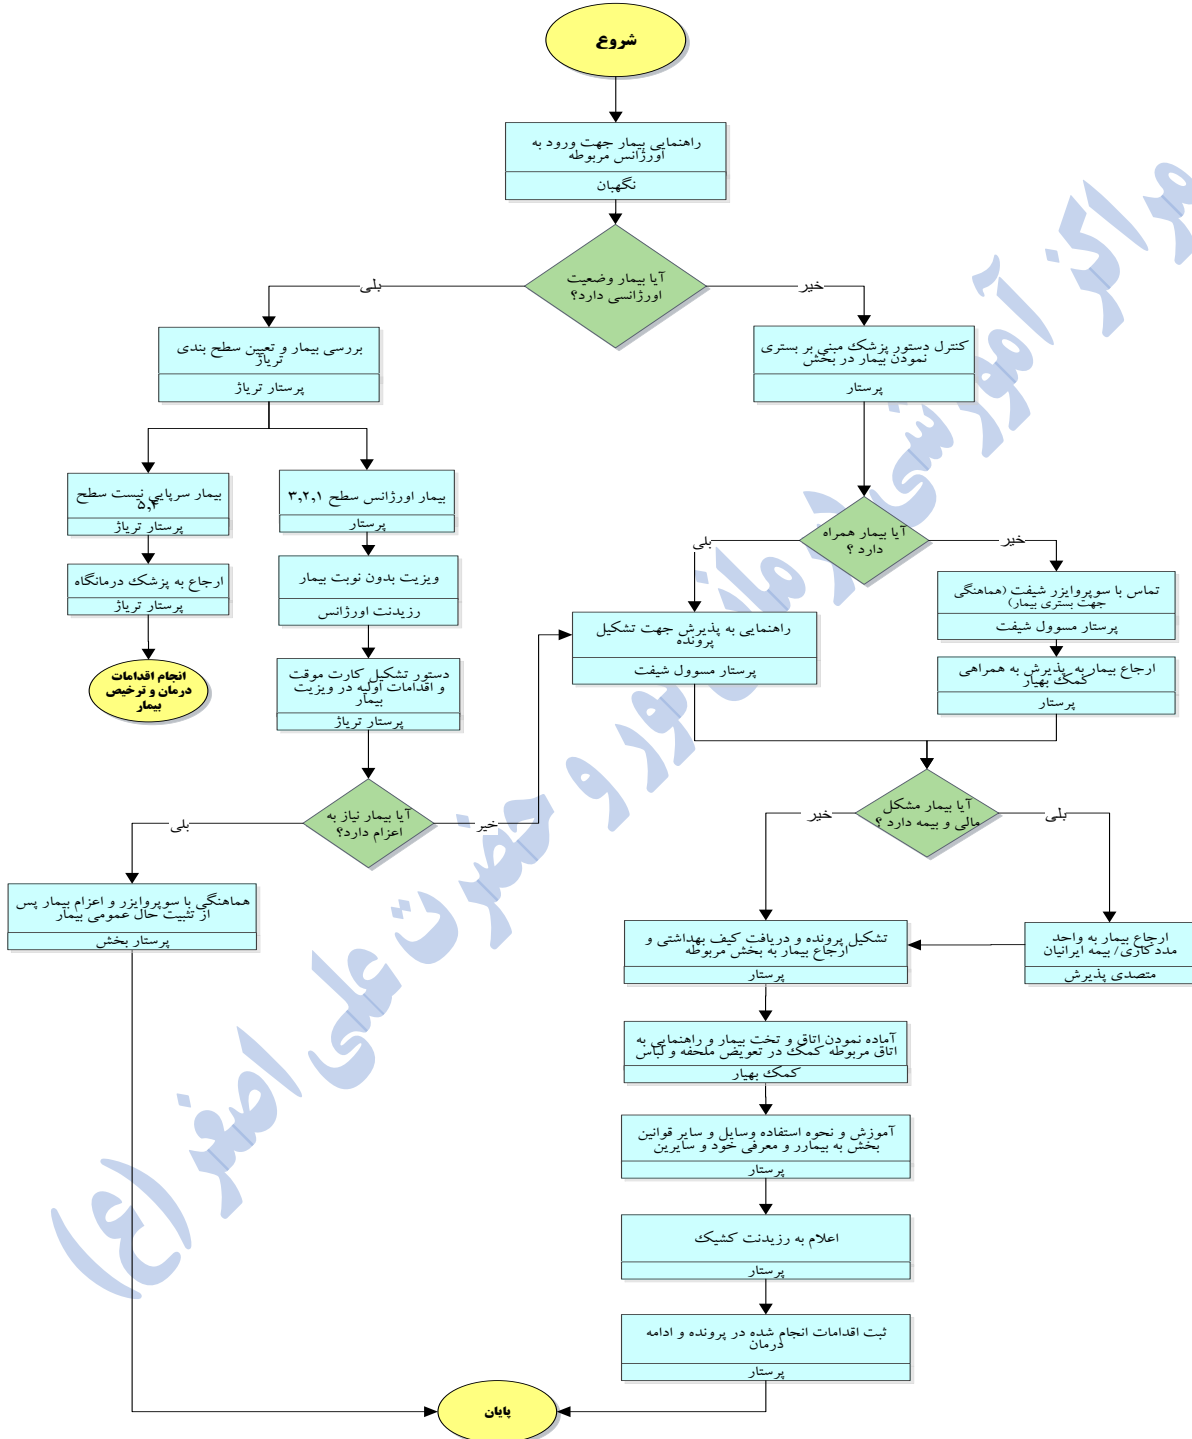 شروع
راهنمایی بیمار جهت ورود به
اورژانس مربوطه
نگهبان
آیا بیمار وضعیت
اورژانسی دارد؟
بلی
خیر
بررسی بیمار و تعیین سطح بندی
تریاژ
پرستار تریاژ
کنترل دستور پزشک مبنی بر بستری
نمودن بیمار در بخش
پرستار
بیمار سرپایی نیست سطح
۵,۴
پرستار تریاژ
بیمار اورژانس سطح ۳,۲,۱
پرستار
ارجاع به پزشک درمانگاه
پرستار تریاژ
ویزیت بدون نوبت بیمار
رزیدنت اورژانس
انجام اقدامات
درمان و ترخیص
بیمار
دستور تشکیل کارت موقت
و اقدامات اولیه در ویزیت
بیمار
پرستار تریاژ
آیا بیمار نیاز به
اعزام دارد؟
بلی
خیر
هماهنگی با سوپروایزر و اعزام بیمار پس
از تثبیت حال عمومی بیمار
پرستار بخش
آیا بیمار همراه
دارد ؟
بلی
خیر
راهنمایی به پذیرش جهت تشکیل
پرونده
پرستار مسوول شیفت
تماس با سوپروایزر شیفت (هماهنگی
جهت بستری بیمار)
پرستار مسوول شیفت
ارجاع بیمار به پذیرش به همراهی
کمک بهیار
پرستار
آیا بیمار مشکل
مالی و بیمه دارد ؟
خیر
بلی
ارجاع بیمار به واحد
مددکاری/ بیمه ایرانیان
متصدی پذیرش
تشکیل پرونده و دریافت کیف بهداشتی و
ارجاع بیمار به بخش مربوطه
پرستار
آماده نمودن اتاق و تخت بیمار و راهنمایی به
اتاق مربوطه کمک در تعویض ملحفه و لباس
کمک بهیار
آموزش و نحوه استفاده وسایل و سایر قوانین
بخش به بیمارر و معرفی خود و سایرین
پرستار
اعلام به رزیدنت کشیک
پرستار
ثبت اقدامات انجام شده در پرونده و ادامه
درمان
پرستار
پایان
مراکز آموزشی درمانی نور و حضرت علی اصغر (ع)